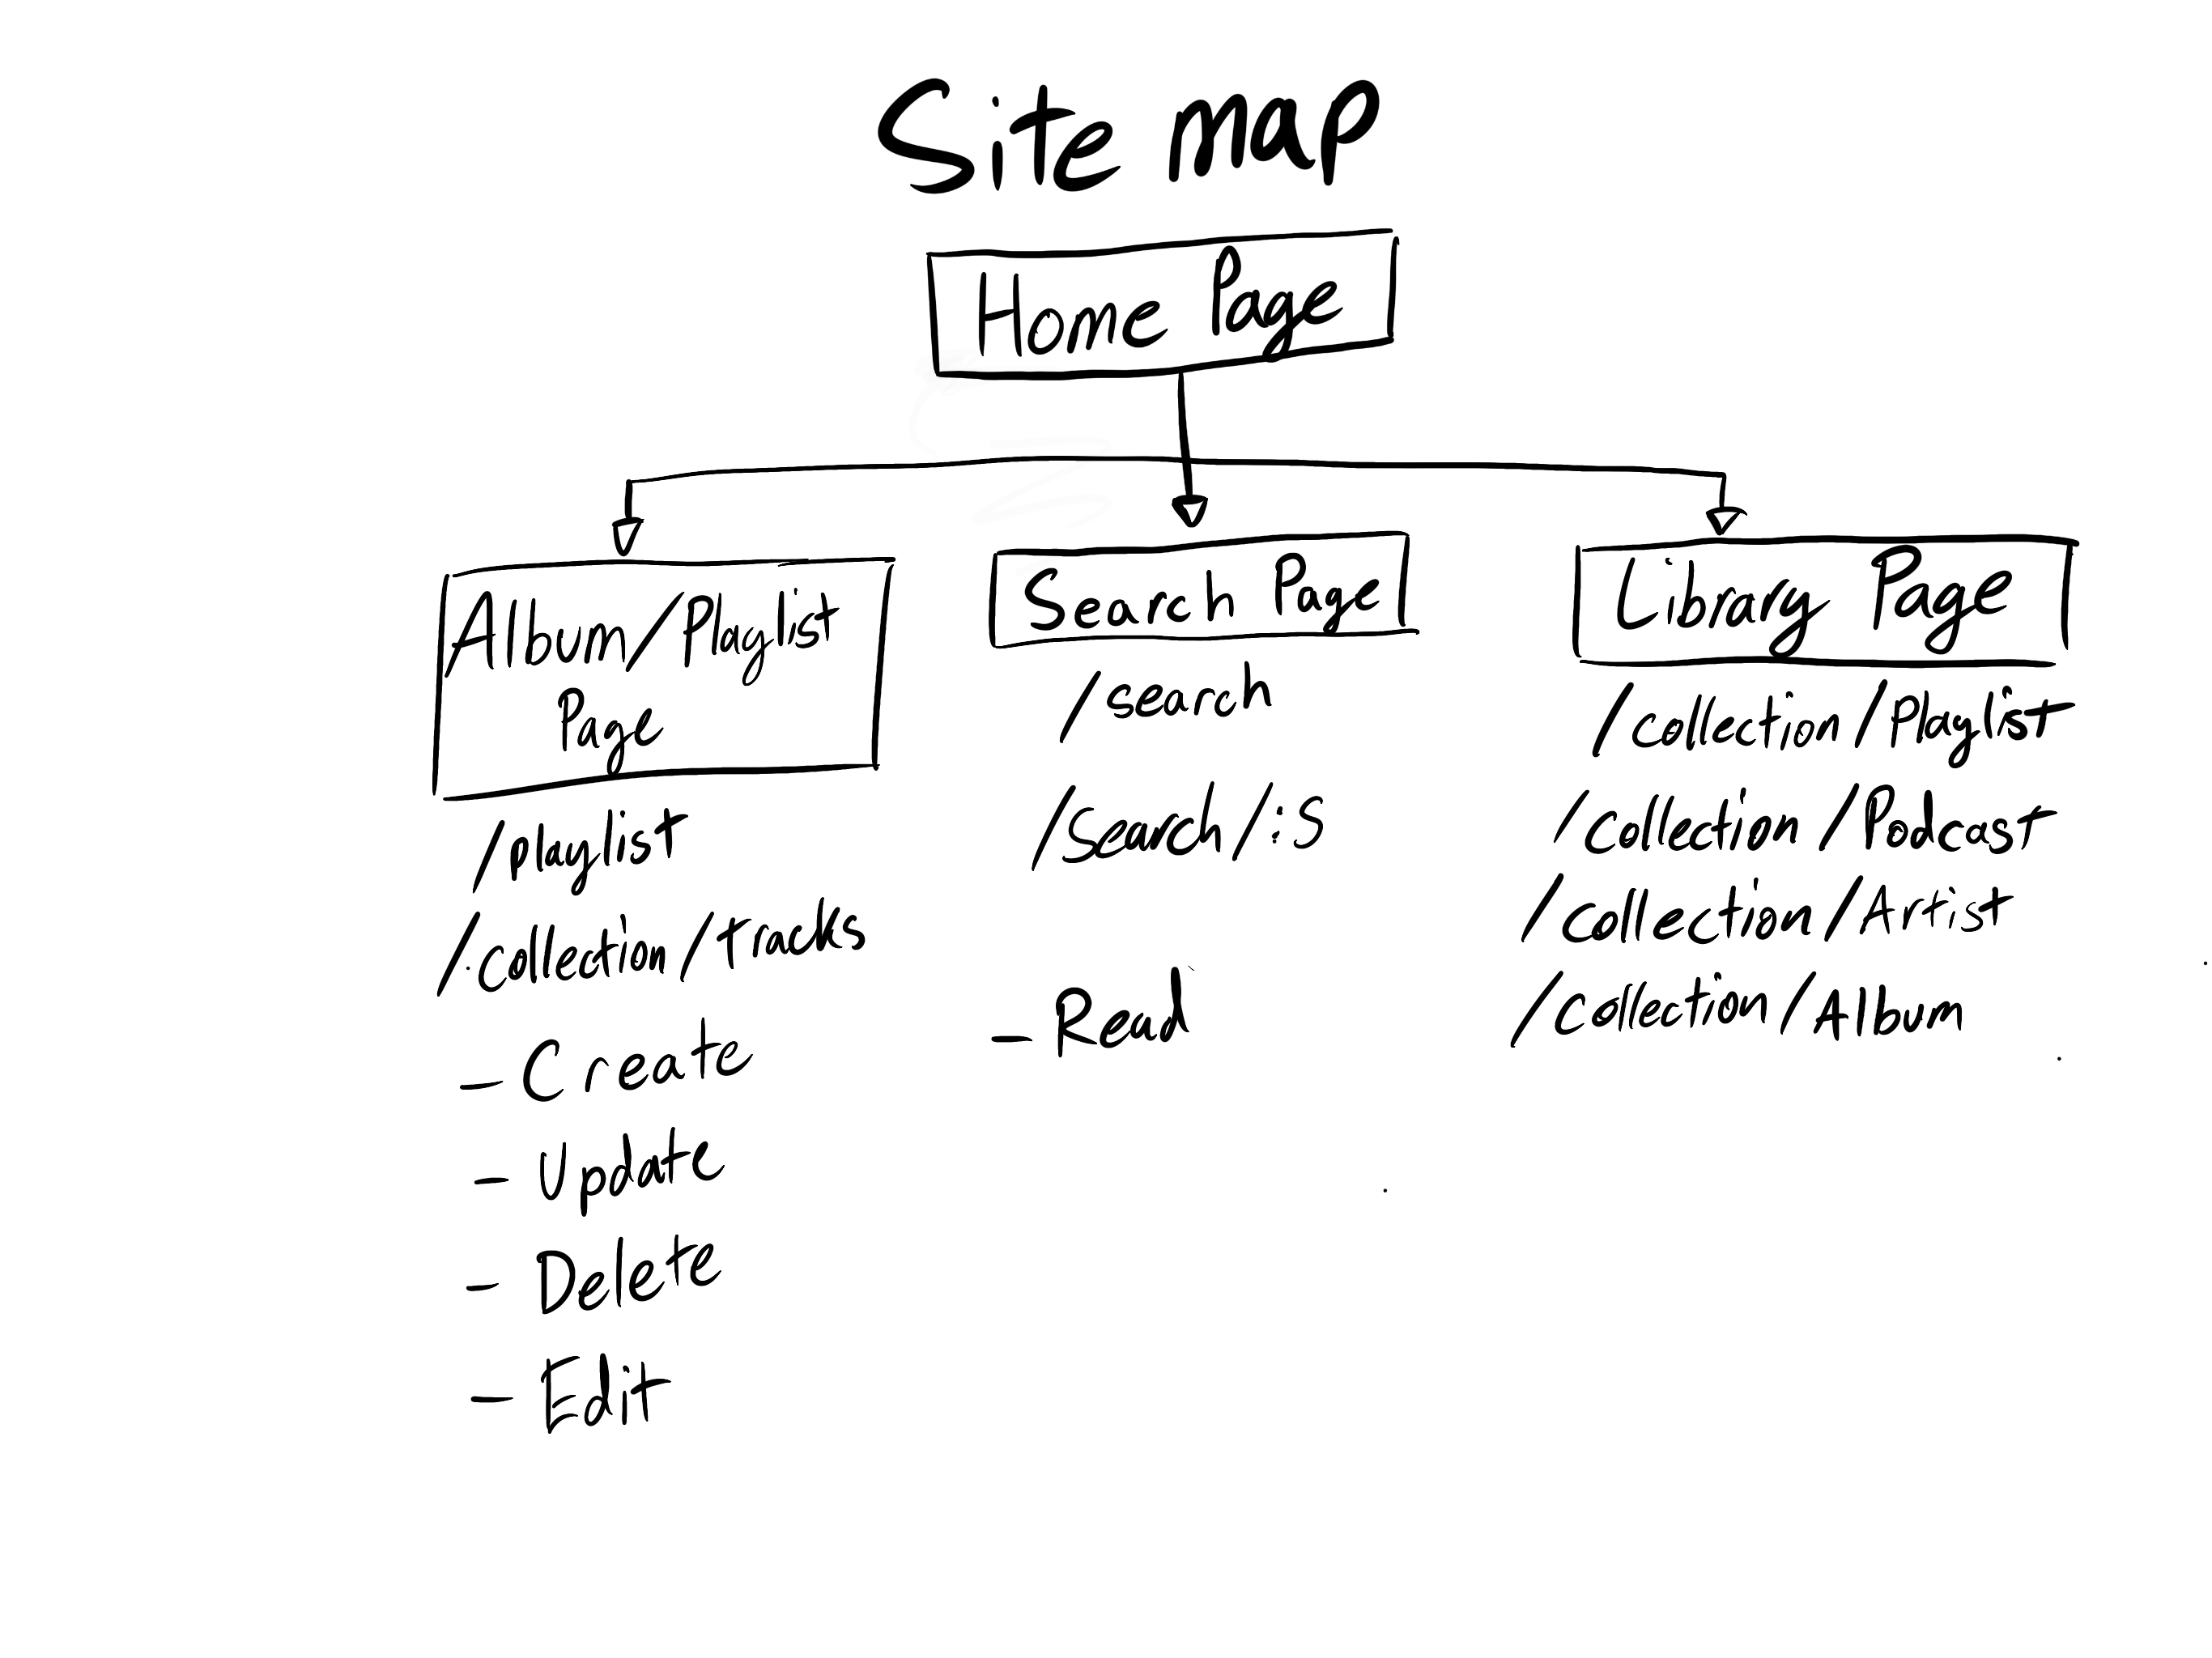 Site map
Home Page
Album/Playlist
Page
/playlist
/collection/tracks
- Create
- Update
- Delete
- Edit
Search Page
/search
/search/:S
- Read
Library Page
/collection/Playlist
/collection/Podcast
/collection/Artist
/collection/Album